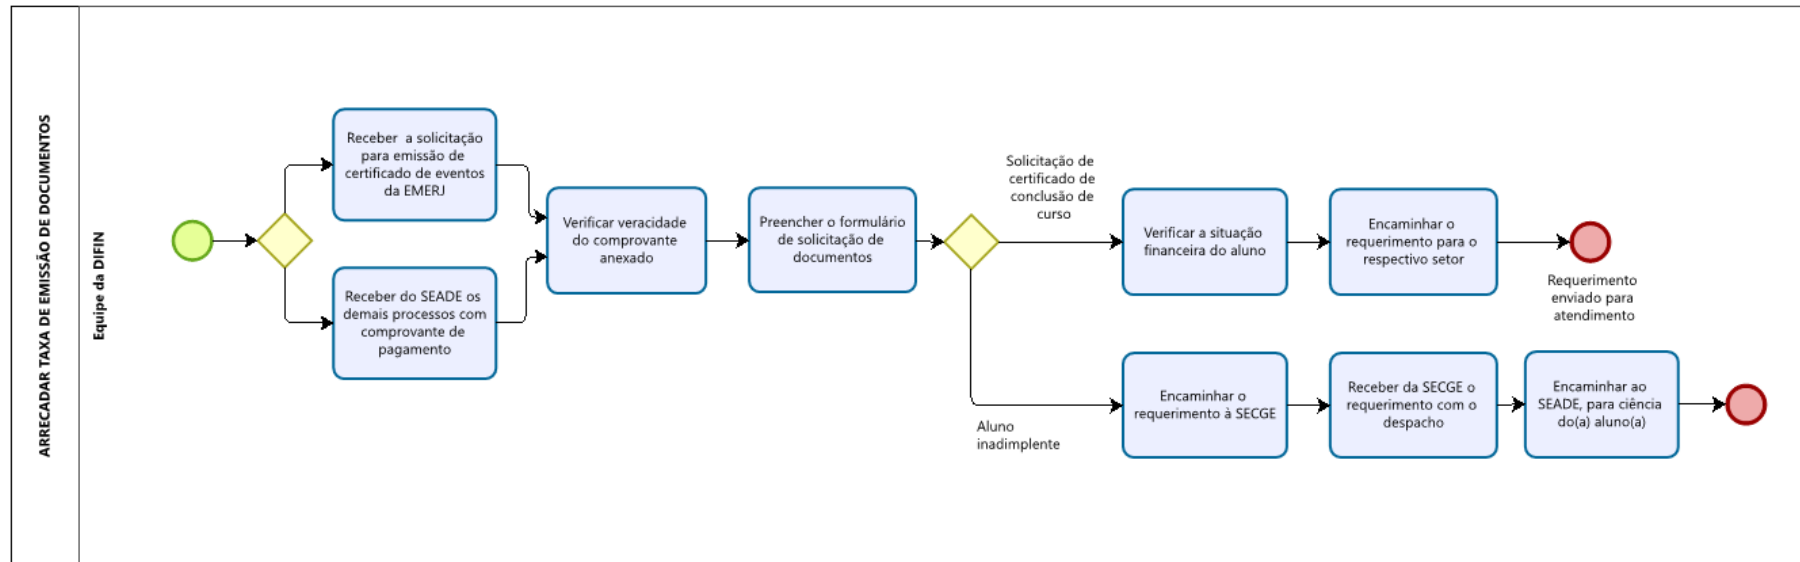 ARRECADAR TAXA DE EMISSÃO DE DOCUMENTOS
Equipe da DIFIN
Receber a solicitação
para emissão de
certificado de eventos
da EMERJ
Receber do SEADE os
demais processos com
comprovante de
pagamento
Verificar veracidade
do comprovante
anexado
Preencher o formulário
de solicitação de
documentos
Solicitação de
certificado de
conclusão de
curso
Verificar a situação
financeira do aluno
Encaminhar o
requerimento para o
respectivo setor
Requerimento
enviado para
atendimento
Aluno
inadimplente
Encaminhar o
requerimento à SECGE
Receber da SECGE o
requerimento com o
despacho
Encaminhar ao
SEADE, para ciência
do(a) aluno(a)